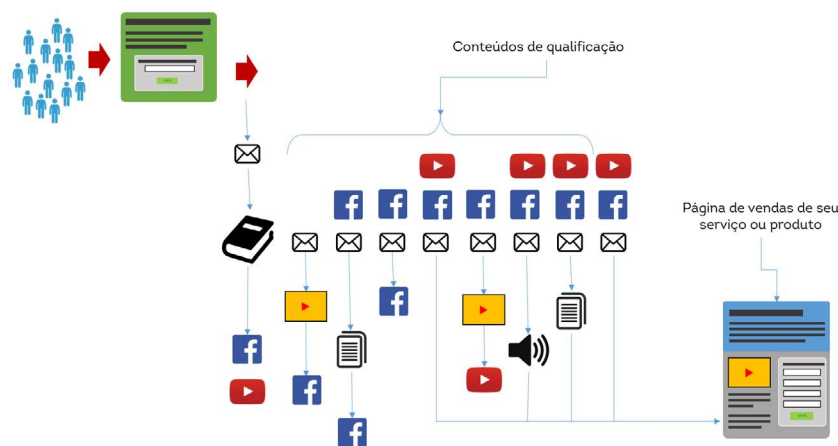 Conteúdos de qualificação
Página de vendas de seu
serviço ou produto